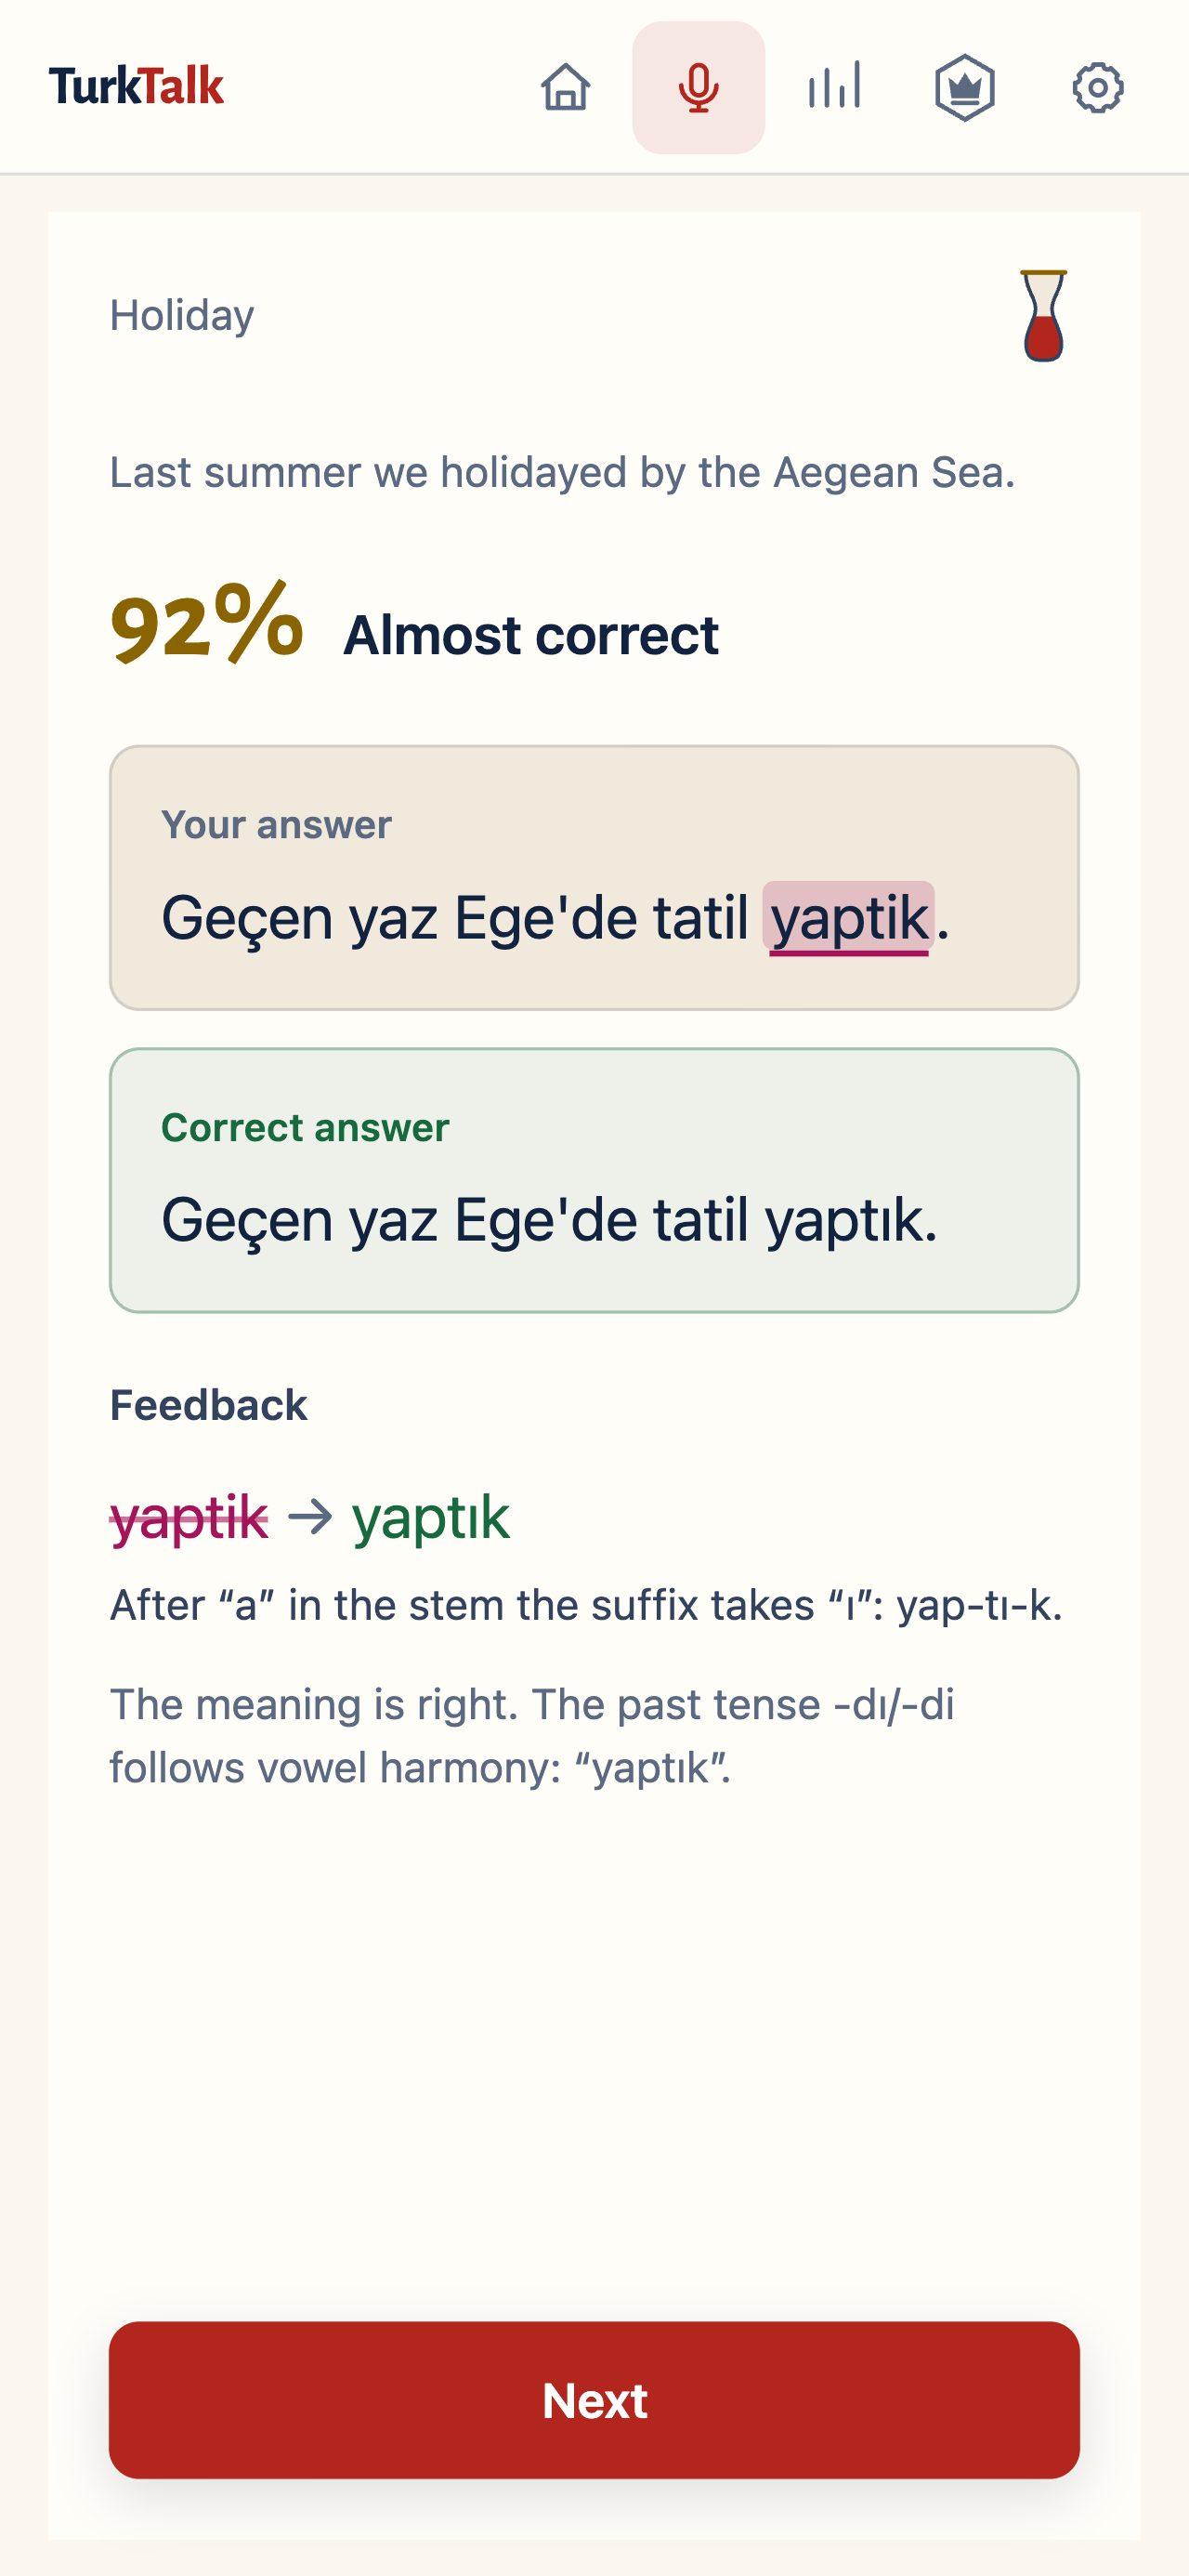 TurkTalk
Holiday
Last summer we holidayed by the Aegean Sea.
92% Almost correct
Your answer
Geçen yaz Ege'de tatil yaptik.
Correct answer
Geçen yaz Ege'de tatil yaptık.
Feedback
yaptik → yaptık
After “a” in the stem the suffix takes “ı”: yap-tı-k.
The meaning is right. The past tense -dı/-di
follows vowel harmony: “yaptık”.
Next